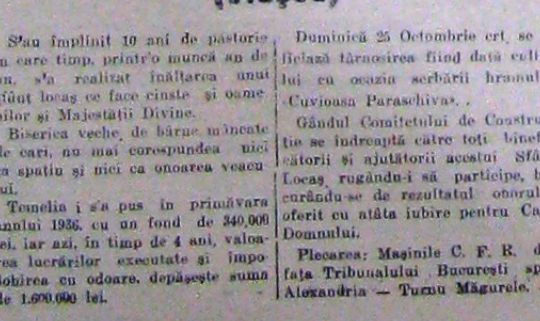 S'au împlinit 10 ani de păstorie
n care timp, printr'o muncă an de
an, s'a realizat înălțarea unui
fânt locaș ce face cinste și oame
nilor și Majestății Divine.
Biserica veche, de bârne mâncate
de cari, nu mai corespundea nici
ca spațiu și nici ca onoarea veacu
lui.
Temelia i s'a pus în primăvara
anului 1936, cu un fond de 340,000
lei, iar azi, în timp de 4 ani, valoa-
rea lucrărilor executate și împo
dobirea cu odoare, depășește suma
de 1.600.000 lei.
Duminică 25 Octombrie crt. se
fiind dată
lui cu ocazia serbării hramul
„Cuvioasa Paraschiva".
Gândul Comitetului de Constru
ție se îndreaptă către toți binef
cătorii și ajutătorii acestui Sfâ
Locaș, rugându-i să participe, b
curându-se de rezultatul
oferit cu atâta iubire pentru Ca
Domnului.
Plecarea: Mașinile C. F. R. d
fața Tribunalului București sp
Alexandria — Turnu Măgurele.